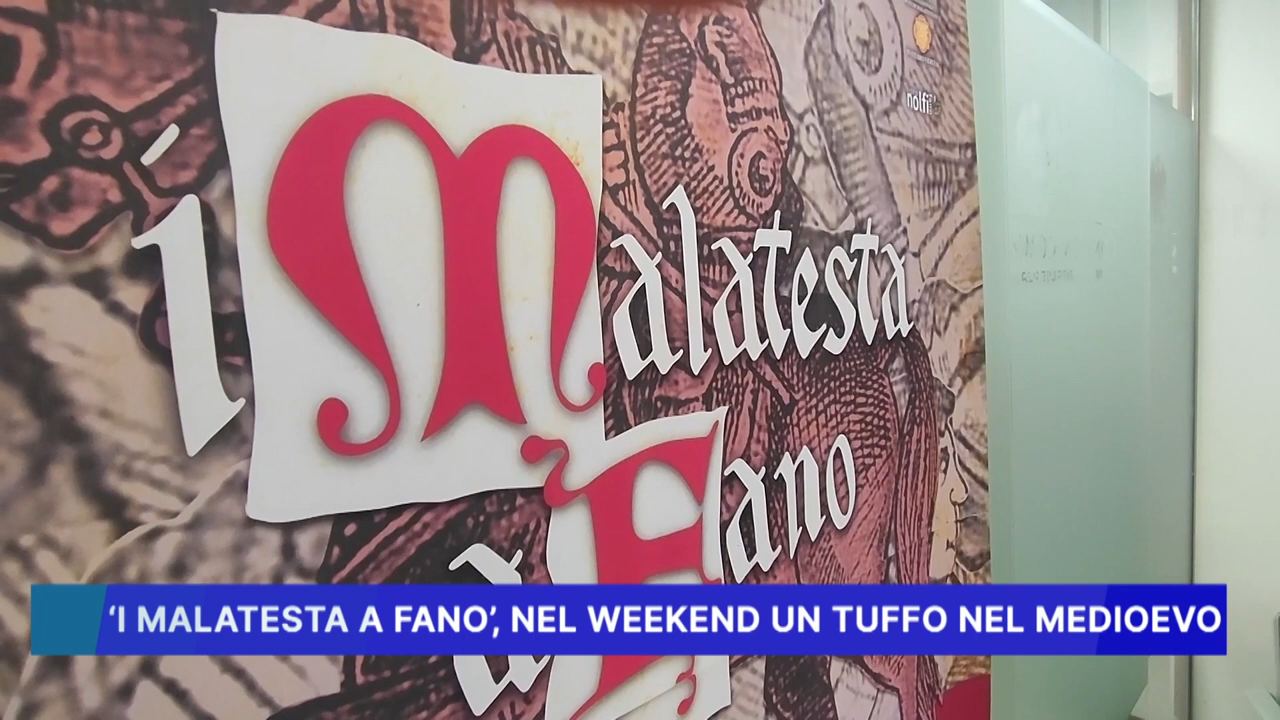 nolfi
i Malatesta
a Fano
‘I MALATESTA A FANO’, NEL WEEKEND UN TUFFO NEL MEDIOEVO